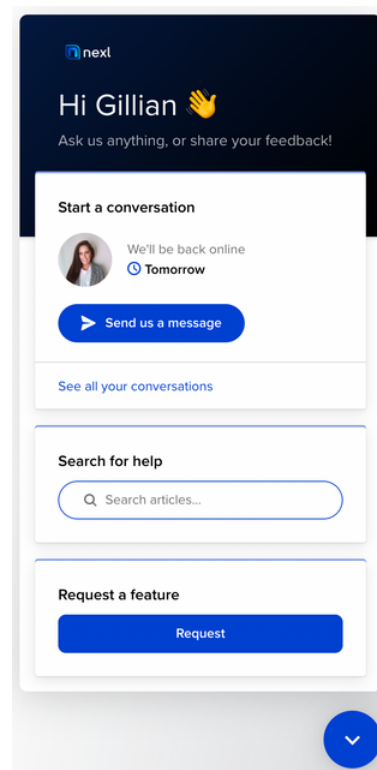 nexl
Hi Gillian 👋
Ask us anything, or share your feedback!
Start a conversation
We'll be back online
Tomorrow
Send us a message
See all your conversations
Search for help
Search articles...
Request a feature
Request